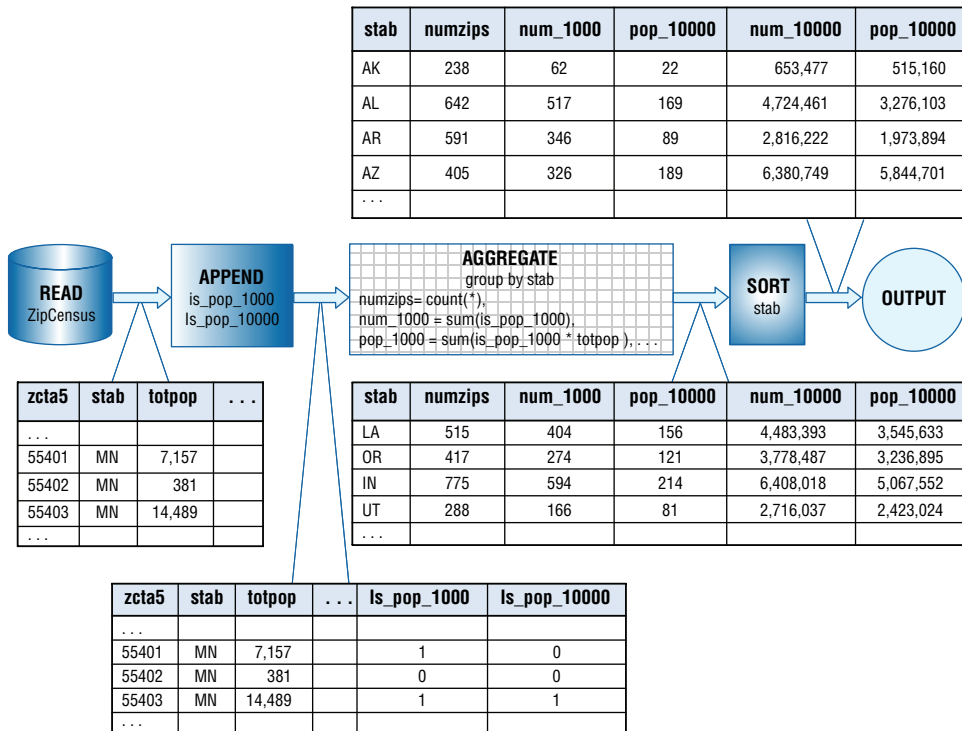 stab numzips num_1000 pop_10000 num_10000 pop_10000
AK 238 62 22 653,477 515,160
AL 642 517 169 4,724,461 3,276,103
AR 591 346 89 2,816,222 1,973,894
AZ 405 326 189 6,380,749 5,844,701
. . .
READ
ZipCensus
APPEND
is_pop_1000
Is_pop_10000
AGGREGATE
group by stab
numzips= count(*),
num_1000 = sum(is_pop_1000),
pop_1000 = sum(is_pop_1000 * totpop ), . . .
SORT
stab
OUTPUT
zcta5 stab totpop . . .
. . .
55401 MN 7,157
55402 MN 381
55403 MN 14,489
. . .
stab numzips num_1000 pop_10000 num_10000 pop_10000
LA 515 404 156 4,483,393 3,545,633
OR 417 274 121 3,778,487 3,236,895
IN 775 594 214 6,408,018 5,067,552
UT 288 166 81 2,716,037 2,423,024
. . .
zcta5 stab totpop . . . Is_pop_1000 Is_pop_10000
. . .
55401 MN 7,157 1 0
55402 MN 381 0 0
55403 MN 14,489 1 1
. . .